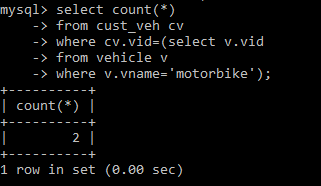 mysql> select count(*)
    -> from cust_veh cv
    -> where cv.vid=(select v.vid
    -> from vehicle v
    -> where v.vname='motorbike');
+----------+
| count(*) |
+----------+
|        2 |
+----------+
1 row in set (0.00 sec)